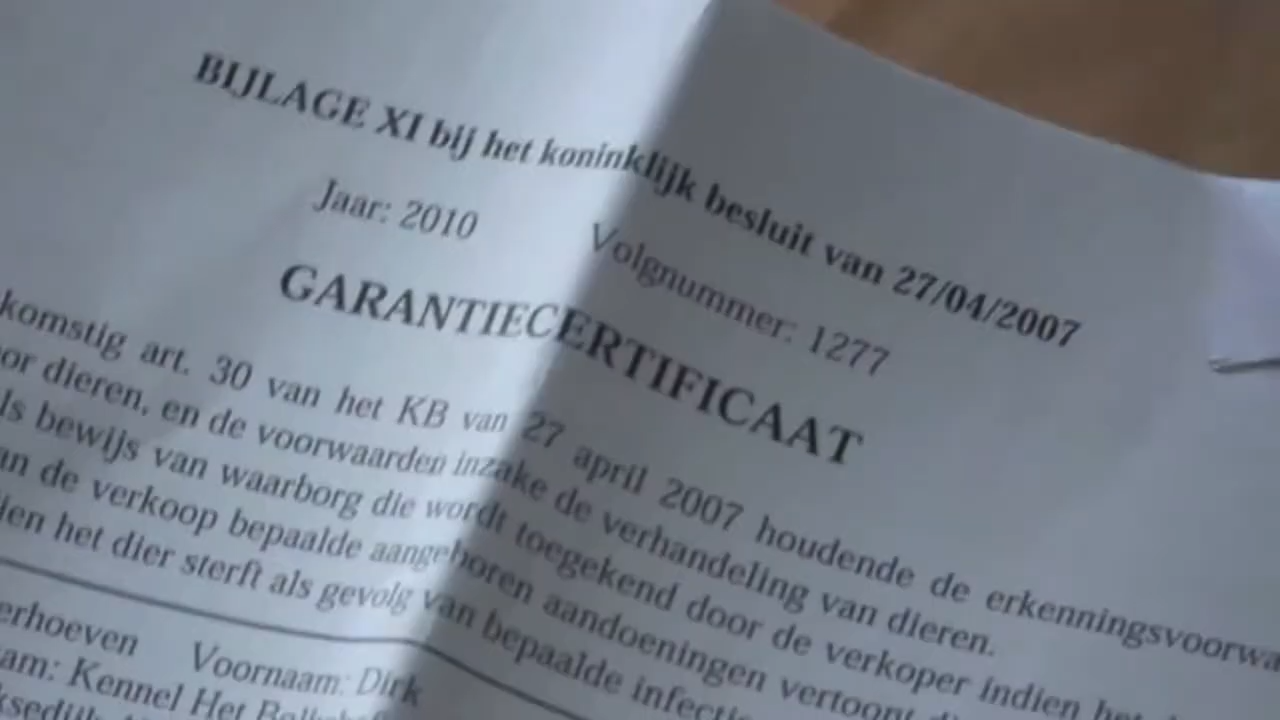 BIJLAGE XI bij het koninklijk besluit van 27/04/2007
Jaar: 2010 Volgnummer: 1277
GARANTIECERTIFICAAT
komstig art. 30 van het KB van 27 april 2007 houdende de erkenningsvoorwa
or dieren, en de voorwaarden inzake de verhandeling van dieren.
ls bewijs van waarborg die wordt toegekend door de verkoper indien het
an de verkoop bepaalde aangeboren aandoeningen vertoont
ien het dier sterft als gevolg van bepaalde infecti
erhoeven Voornaam: Dirk
am: Kennel Het